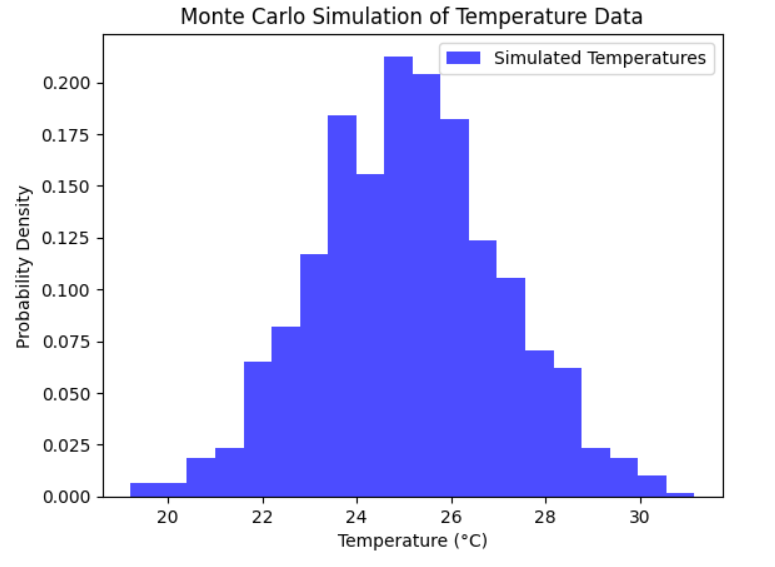 Monte Carlo Simulation of Temperature Data
Simulated Temperatures
Probability Density
0.200
0.175
0.150
0.125
0.100
0.075
0.050
0.025
0.000
20 22 24 26 28 30
Temperature (°C)